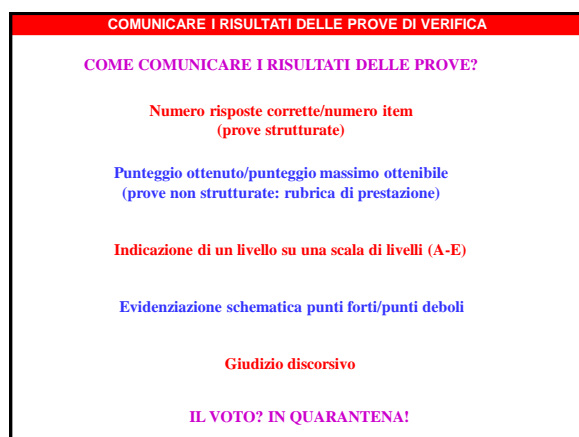 COMUNICARE I RISULTATI DELLE PROVE DI VERIFICA
COME COMUNICARE I RISULTATI DELLE PROVE?
Numero risposte corrette/numero item
(prove strutturate)
Punteggio ottenuto/punteggio massimo ottenibile
(prove non strutturate: rubrica di prestazione)
Indicazione di un livello su una scala di livelli (A-E)
Evidenziazione schematica punti forti/punti deboli
Giudizio discorsivo
IL VOTO? IN QUARANTENA!